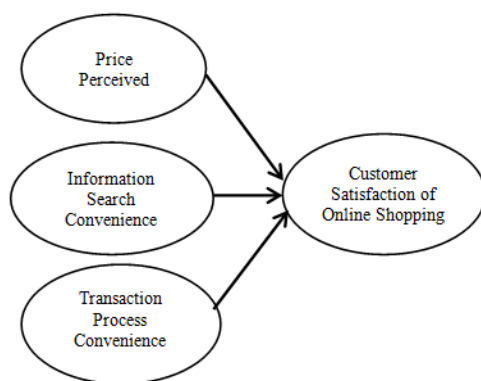 Price
Perceived
Information
Search
Convenience
Transaction
Process
Convenience
Customer
Satisfaction of
Online Shopping